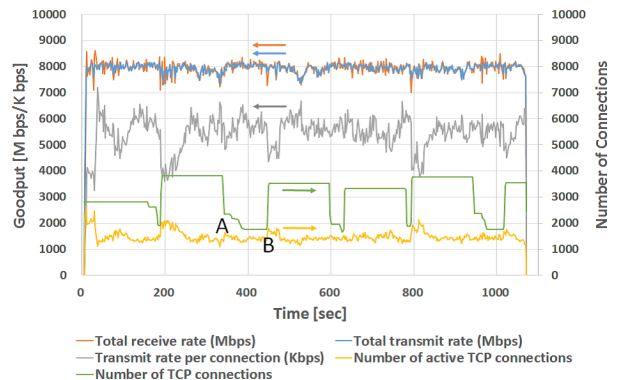 10000 10000
9000 9000
8000 8000
7000 7000
6000 6000
5000 5000
4000 4000
3000 3000
2000 2000
1000 1000
0 0
Goodput [M bps/K bps]
Number of Connections
A
B
0 200 400 600 800 1000
Time [sec]
Total receive rate (Mbps) Total transmit rate (Mbps)
Transmit rate per connection (Kbps) Number of active TCP connections
Number of TCP connections